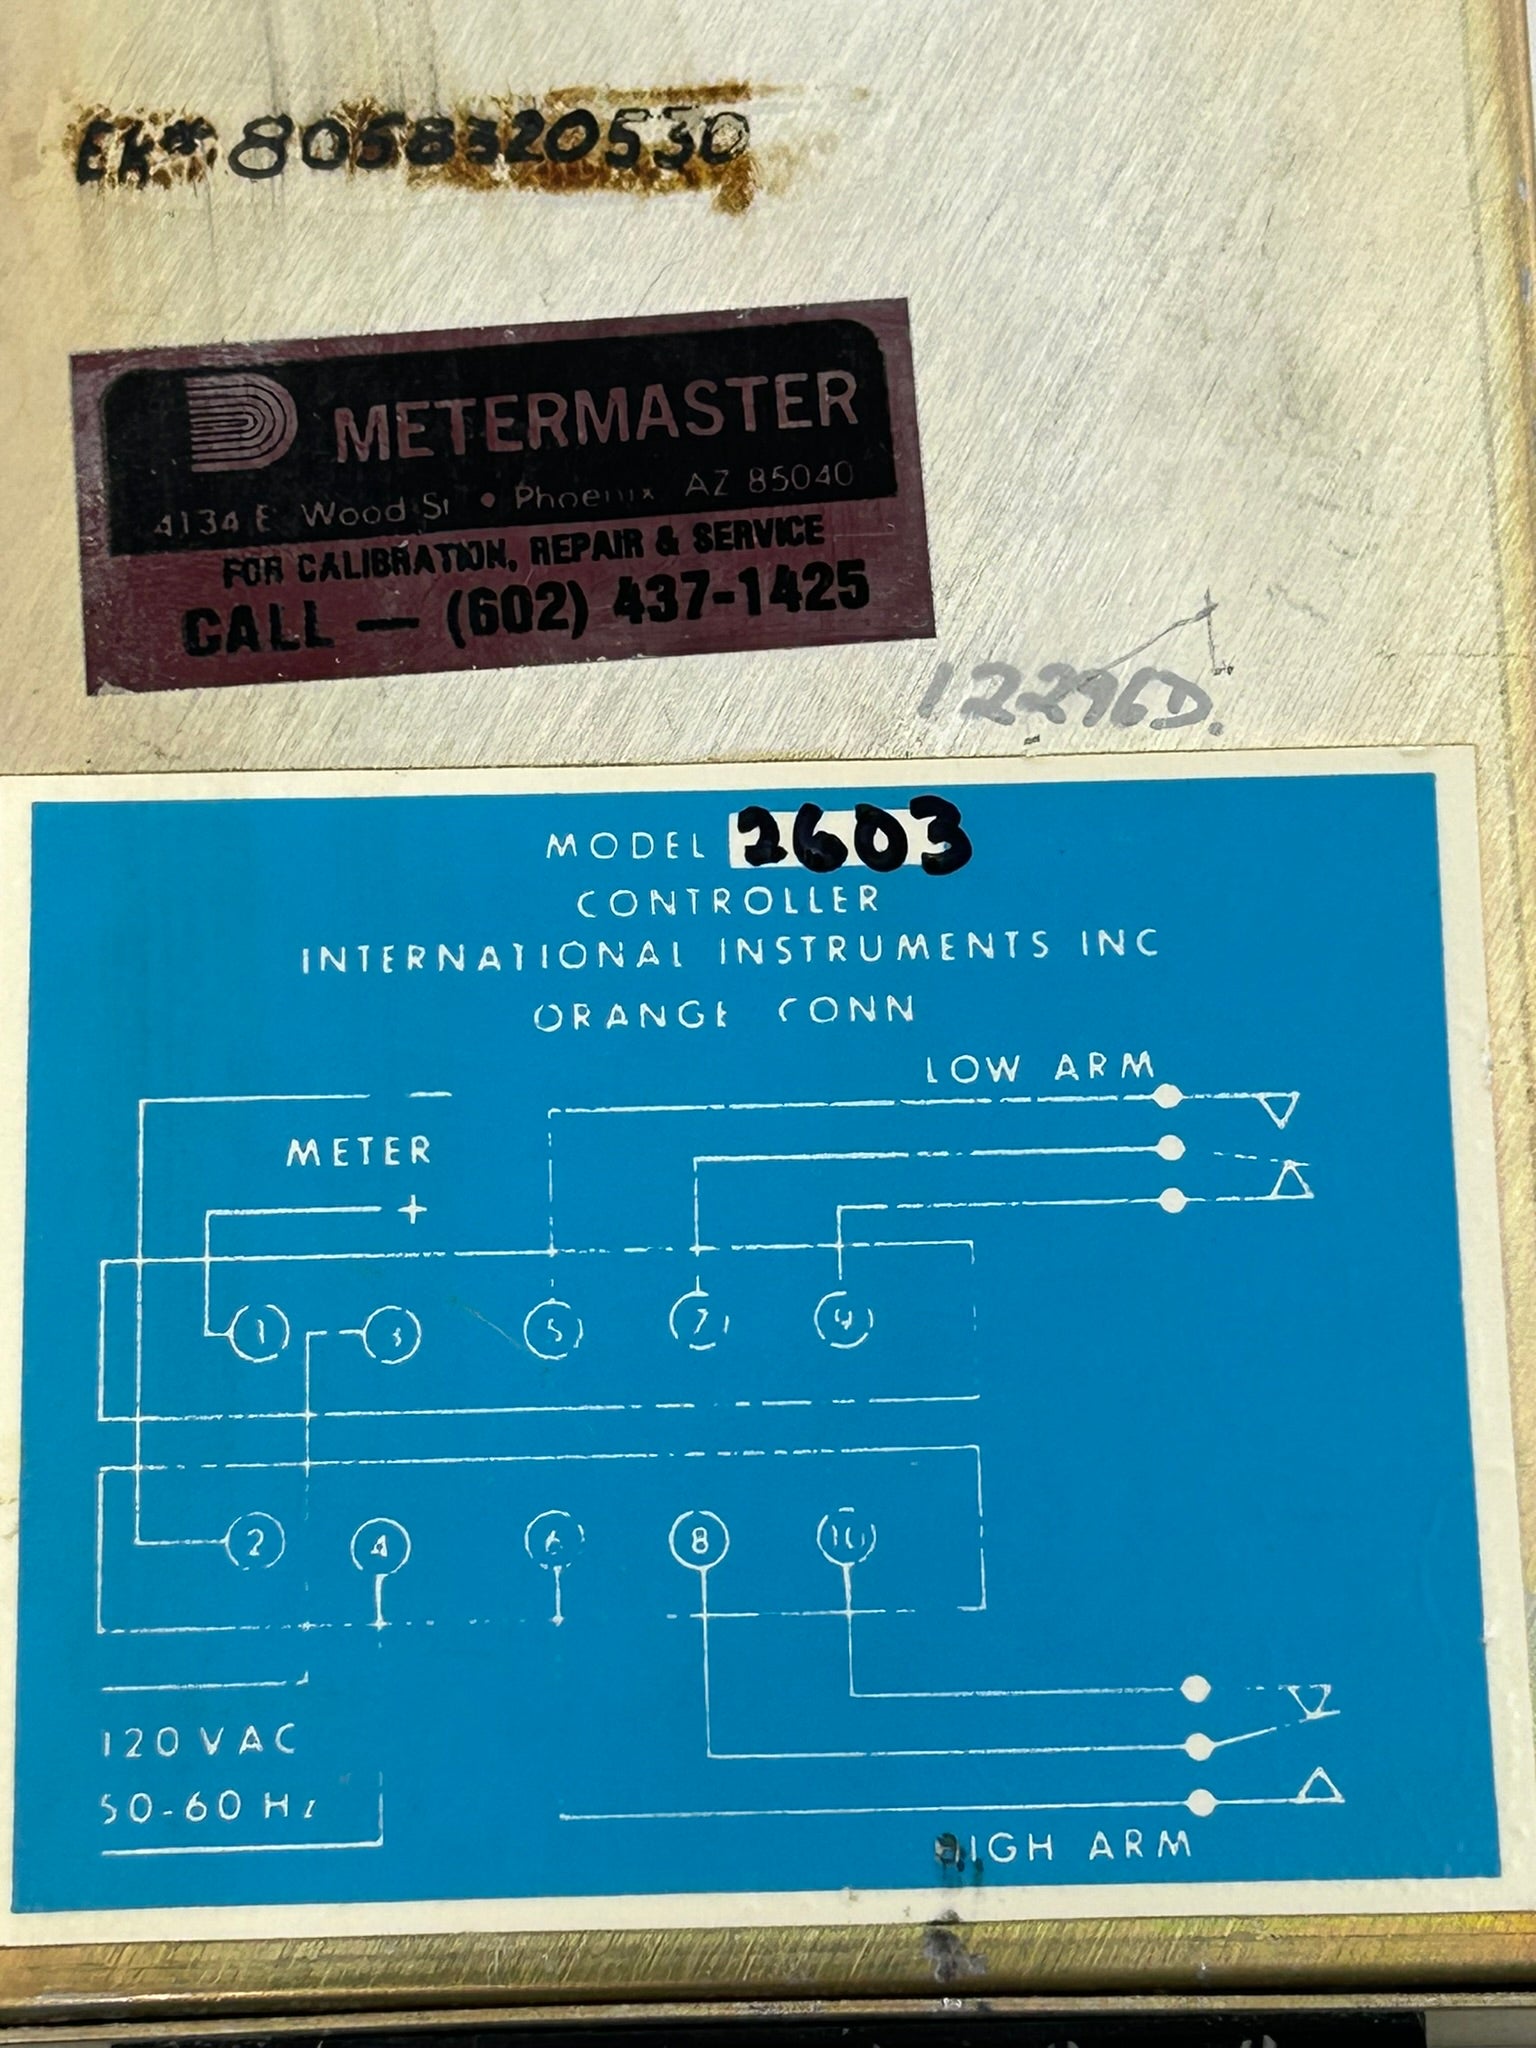 8058320530
METERMASTER
4134 E Wood St • Phoenix AZ 85040
FOR CALIBRATION, REPAIR & SERVICE
CALL — (602) 437-1425
MODEL 2603
CONTROLLER
INTERNATIONAL INSTRUMENTS INC
ORANGE CONN
LOW ARM
−
METER
+
1 3 5 7 9
2 4 6 8 10
120 VAC
50-60 Hz
HIGH ARM